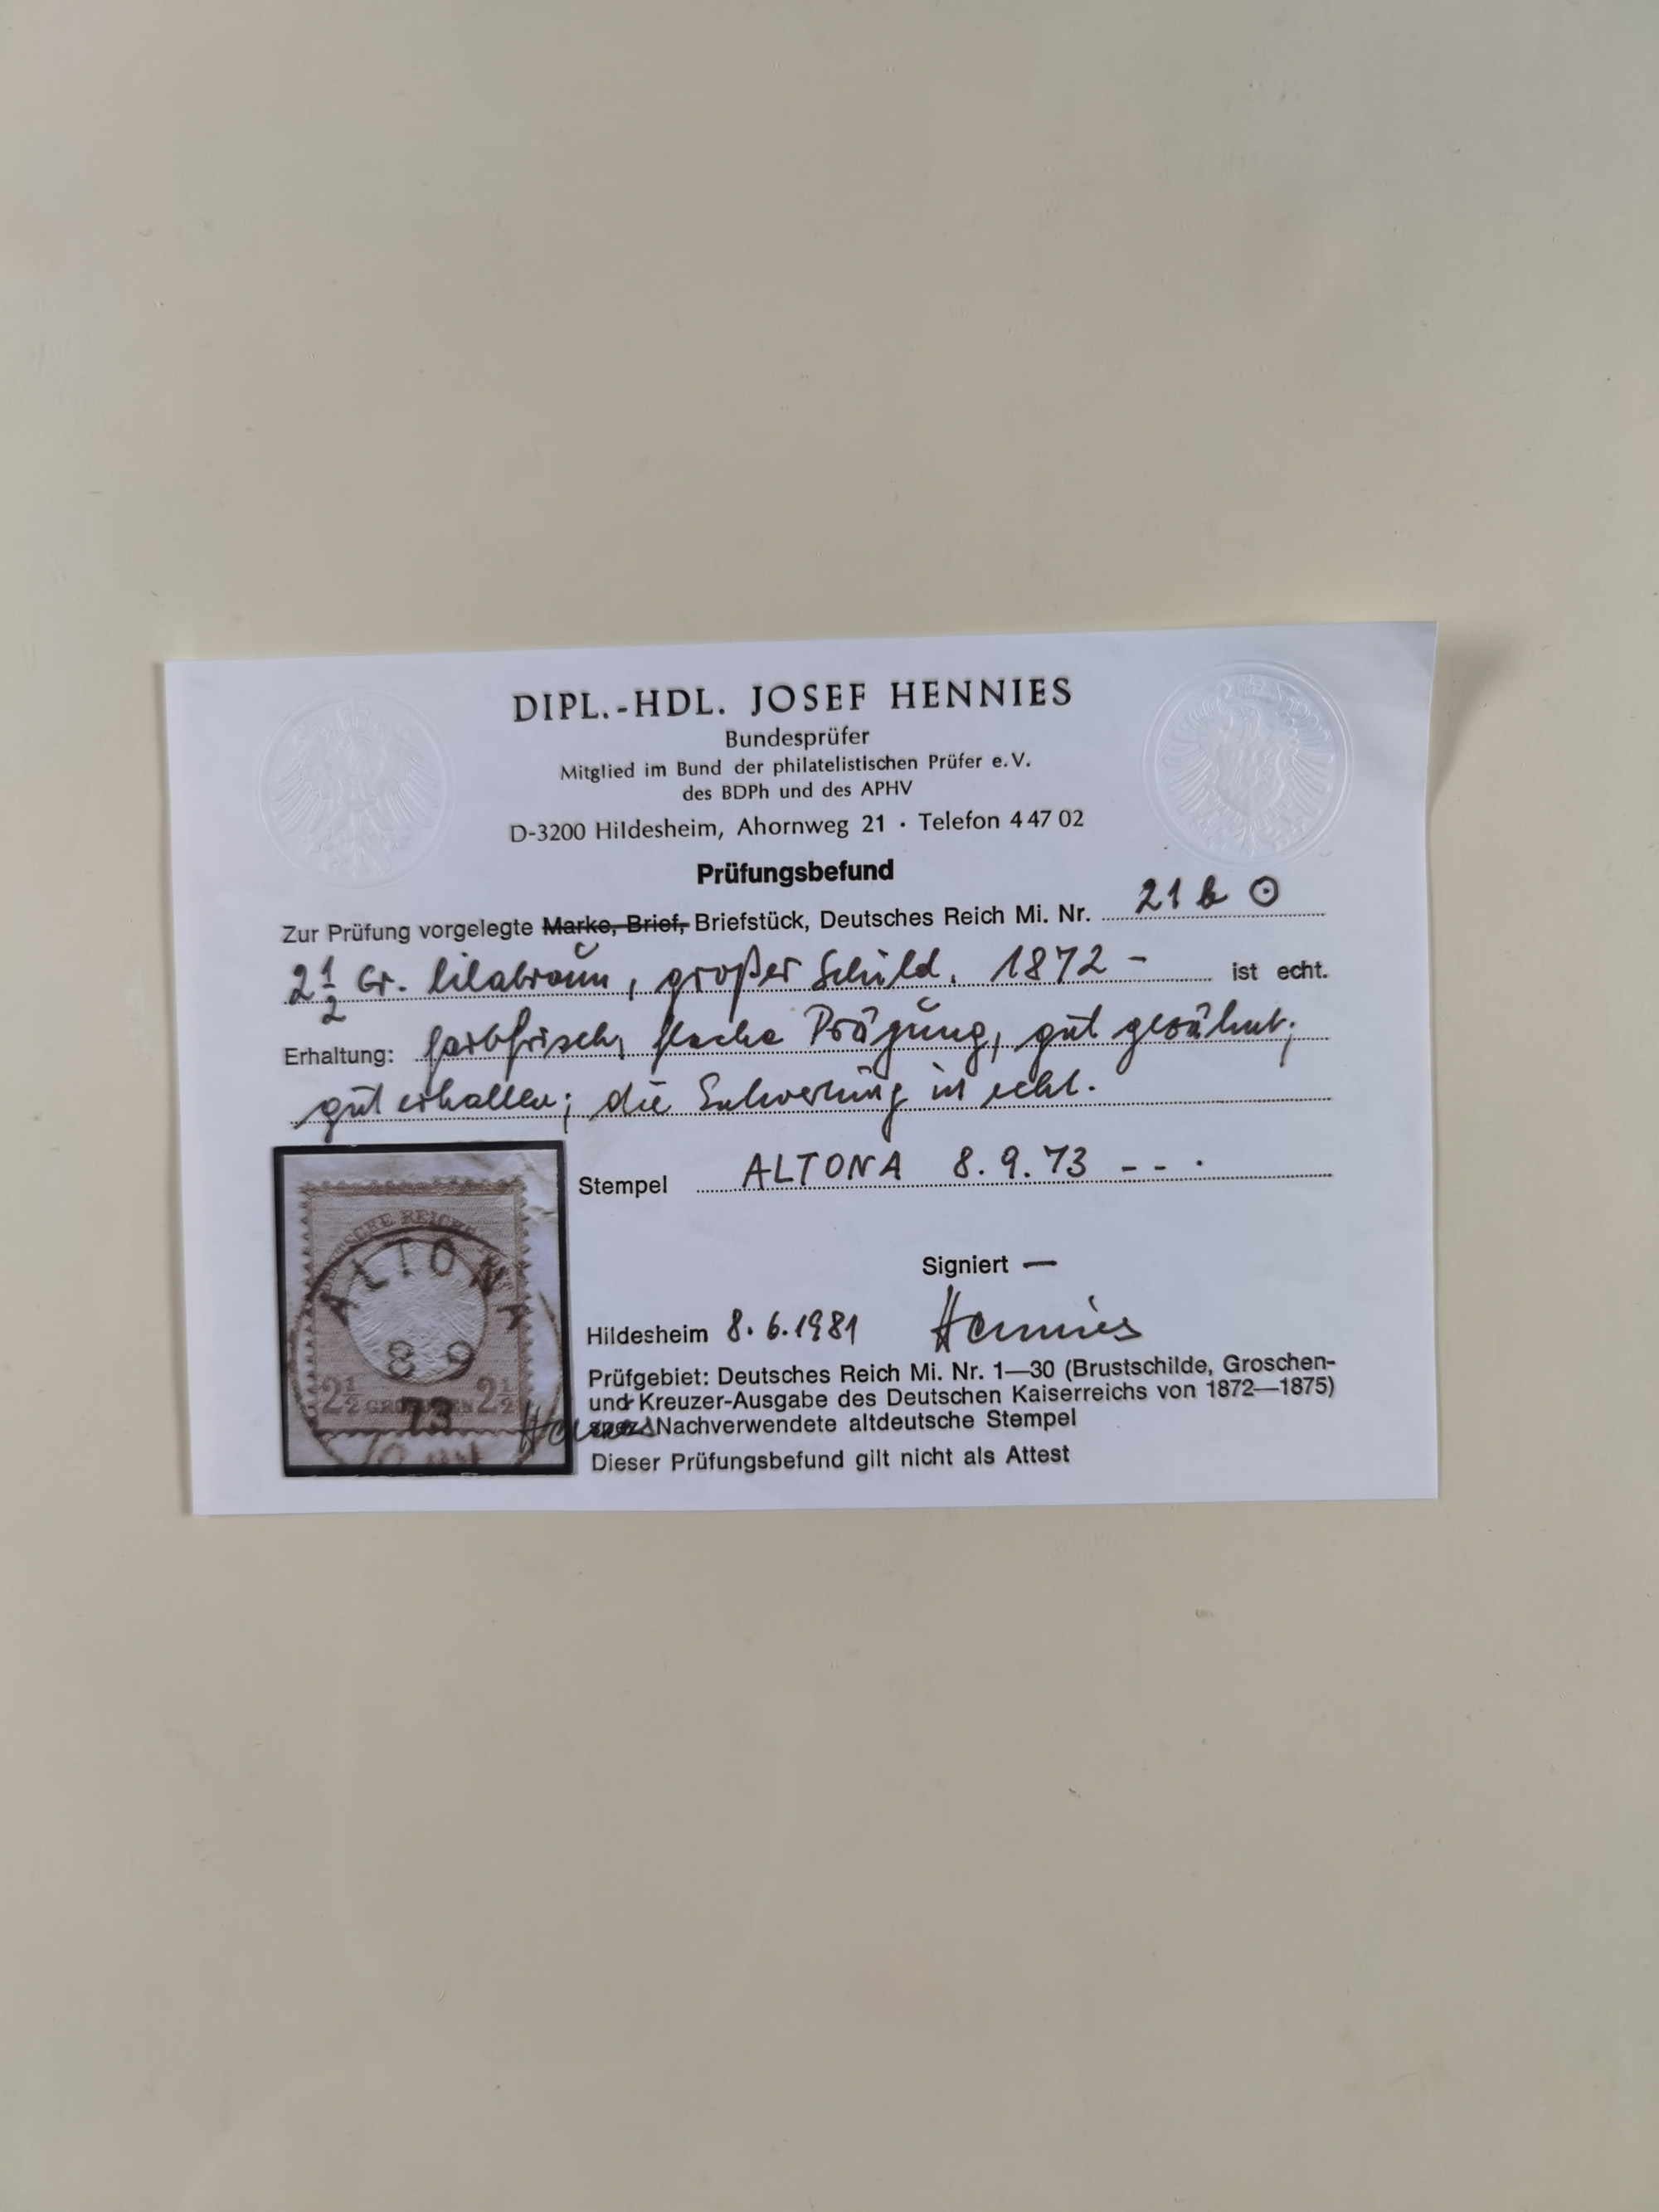 DIPL.-HDL. JOSEF HENNIES
Bundesprüfer
Mitglied im Bund der philatelistischen Prüfer e.V.
des BDPh und des APHV
D-3200 Hildesheim, Ahornweg 21 · Telefon 4 47 02
Prüfungsbefund
Zur Prüfung vorgelegte Marke, Brief, Briefstück, Deutsches Reich Mi. Nr. 21 b ⊙
2 1/2 Gr. lilabraun, großer Schild. 1872 - ist echt.
Erhaltung: farbfrisch, flache Prägung, gut gezähnt;
gut erhalten; die Entwertung ist echt.
Stempel ALTONA 8.9.73 - - .
Signiert —
Hildesheim 8.6.1981 Hennies
Prüfgebiet: Deutsches Reich Mi. Nr. 1—30 (Brustschilde, Groschen-
und Kreuzer-Ausgabe des Deutschen Kaiserreichs von 1872—1875)
spez. Nachverwendete altdeutsche Stempel
Dieser Prüfungsbefund gilt nicht als Attest
REICHS
ALTONA
8 9
73
2½ GROSCHEN 2½
Hennies